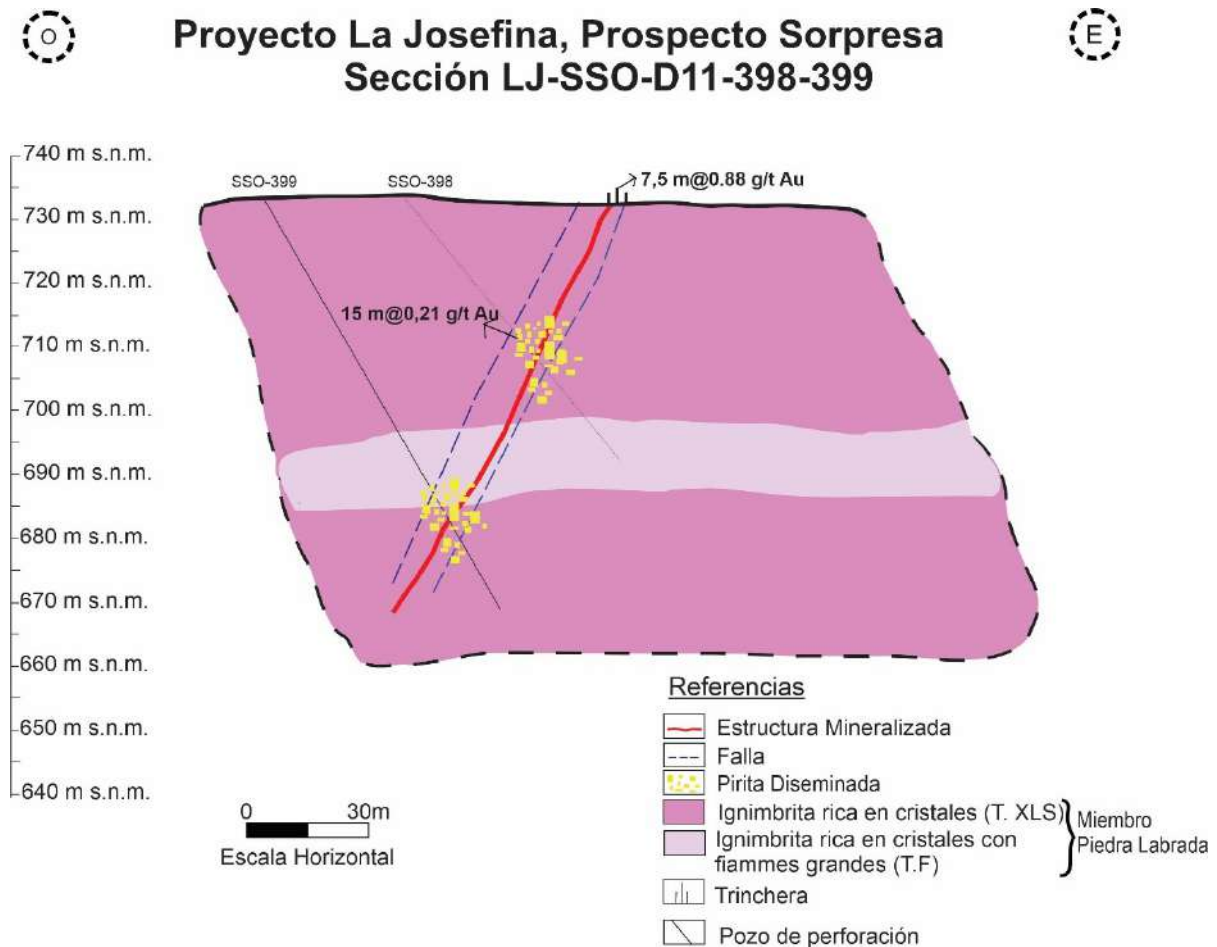 O
Proyecto La Josefina, Prospecto Sorpresa
E
Sección LJ-SSO-D11-398-399
740 m s.n.m.
SSO-399
SSO-398
7,5 m@0.88 g/t Au
730 m s.n.m.
720 m s.n.m.
15 m@0,21 g/t Au
710 m s.n.m.
700 m s.n.m.
690 m s.n.m.
680 m s.n.m.
670 m s.n.m.
660 m s.n.m.
650 m s.n.m.
640 m s.n.m.
0 30m
Escala Horizontal
Referencias
Estructura Mineralizada
Falla
Pirita Diseminada
Ignimbrita rica en cristales (T. XLS)
Ignimbrita rica en cristales con
fiammes grandes (T.F)
Miembro
Piedra Labrada
Trinchera
Pozo de perforación